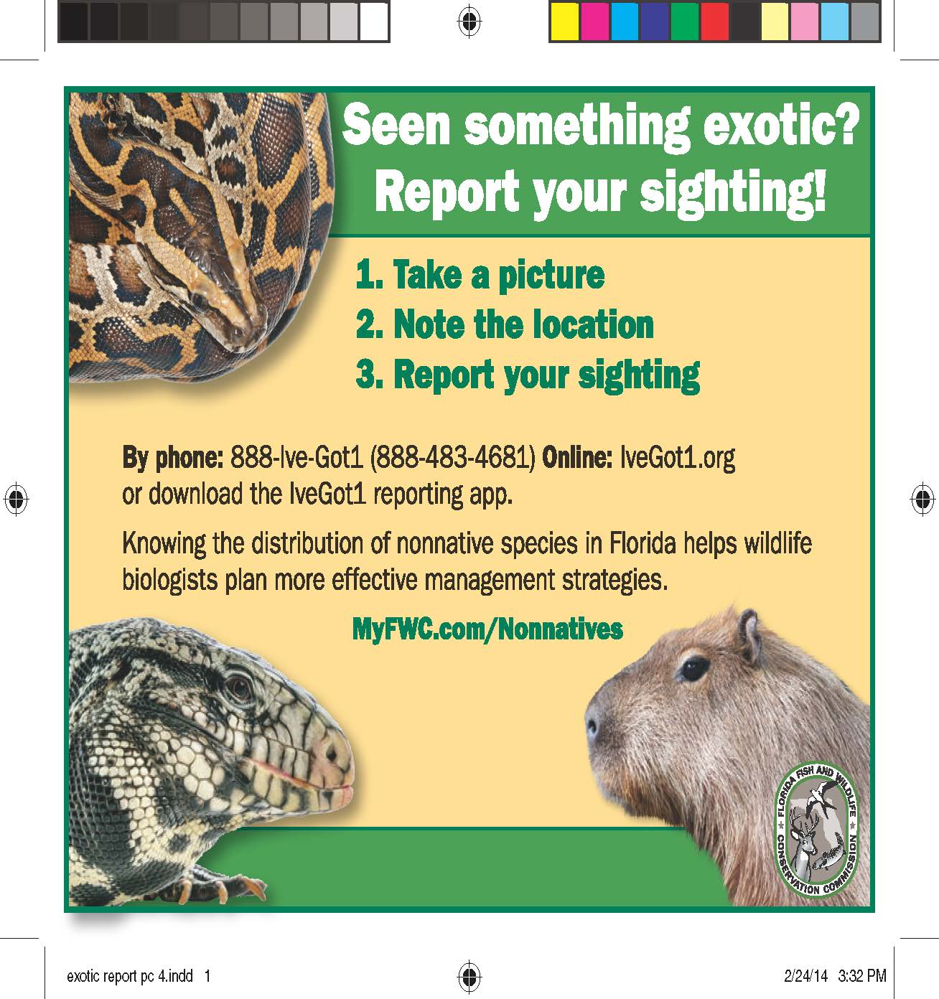 Seen something exotic?
Report your sighting!
1. Take a picture
2. Note the location
3. Report your sighting
By phone: 888-Ive-Got1 (888-483-4681) Online: IveGot1.org
or download the IveGot1 reporting app.
Knowing the distribution of nonnative species in Florida helps wildlife
biologists plan more effective management strategies.
MyFWC.com/Nonnatives
FLORIDA FISH AND WILDLIFE
CONSERVATION COMMISSION
exotic report pc 4.indd 1
2/24/14 3:32 PM